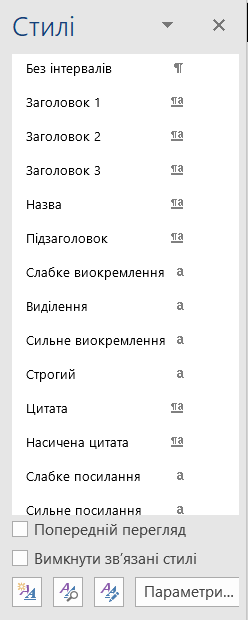 Стилі
Без інтервалів ¶
Заголовок 1 ¶a
Заголовок 2 ¶a
Заголовок 3 ¶a
Назва ¶a
Підзаголовок ¶a
Слабке виокремлення a
Виділення a
Сильне виокремлення a
Строгий a
Цитата ¶a
Насичена цитата ¶a
Слабке посилання a
Сильне посилання a
Попередній перегляд
Вимкнути зв’язані стилі
Параметри...